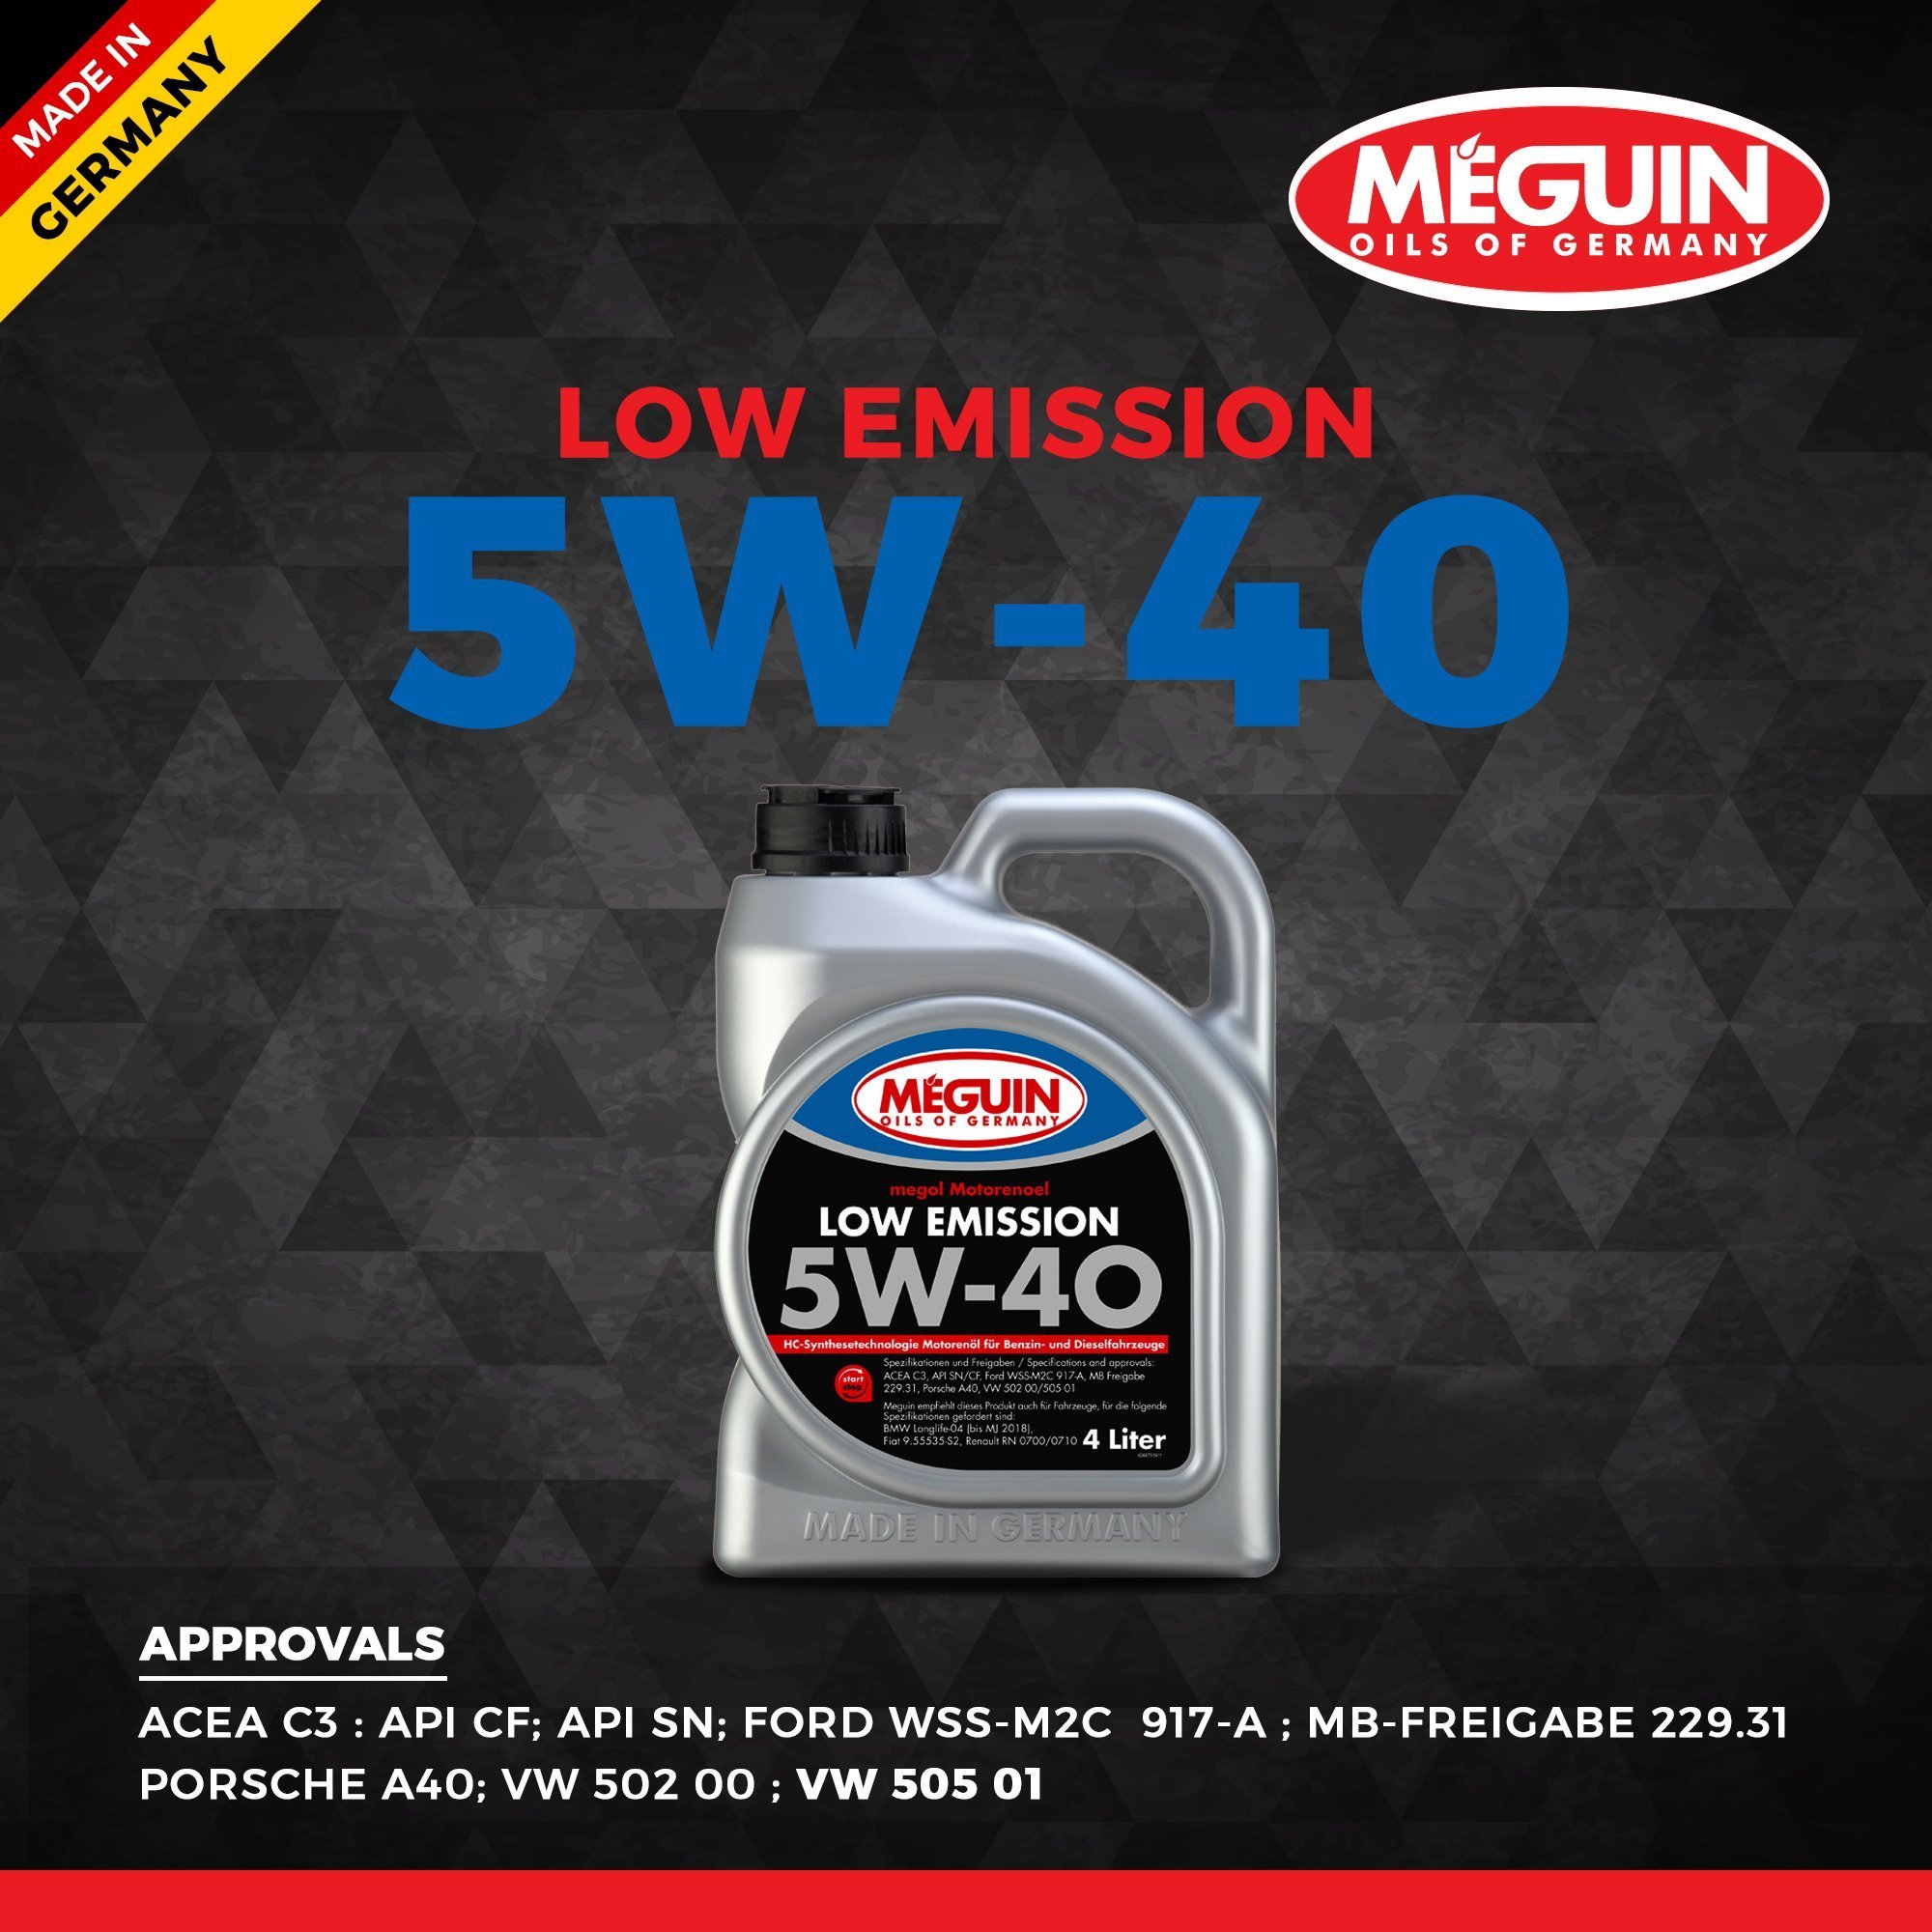 MADE IN
GERMANY
MÉGUIN
OILS OF GERMANY
LOW EMISSION
5W-40
MÉGUIN
OILS OF GERMANY
megol Motorenoel
LOW EMISSION
5W-40
HC-Synthesetechnologie Motorenöl für Benzin- und Dieselfahrzeuge
start
stop
Spezifikationen und Freigaben / Specifications and approvals:
ACEA C3, API SN/CF, Ford WSS-M2C 917-A, MB Freigabe
229.31, Porsche A40, VW 502 00/505 01
Meguin empfiehlt dieses Produkt auch für Fahrzeuge, für die folgende
Spezifikationen gefordert sind:
BMW Longlife-04 (bis MJ 2018),
Fiat 9.55535-S2, Renault RN 0700/0710
4 Liter
MADE IN GERMANY
APPROVALS
ACEA C3 : API CF; API SN; FORD WSS-M2C  917-A ; MB-FREIGABE 229.31
PORSCHE A40; VW 502 00 ; VW 505 01